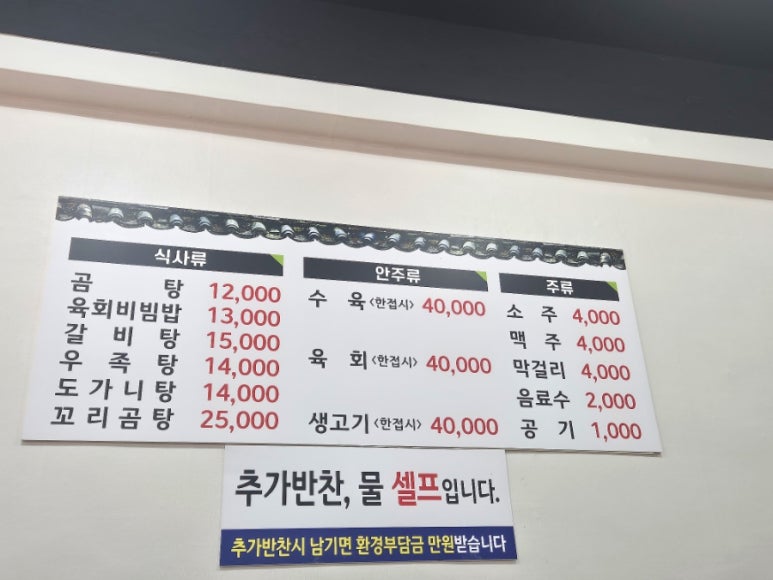 식사류
곰 탕 12,000
육회비빔밥 13,000
갈 비 탕 15,000
우 족 탕 14,000
도가니탕 14,000
꼬리곰탕 25,000
안주류
수 육 <한접시> 40,000
육 회 <한접시> 40,000
생고기 <한접시> 40,000
주류
소 주 4,000
맥 주 4,000
막걸리 4,000
음료수 2,000
공 기 1,000
추가반찬, 물 셀프입니다.
추가반찬시 남기면 환경부담금 만원받습니다